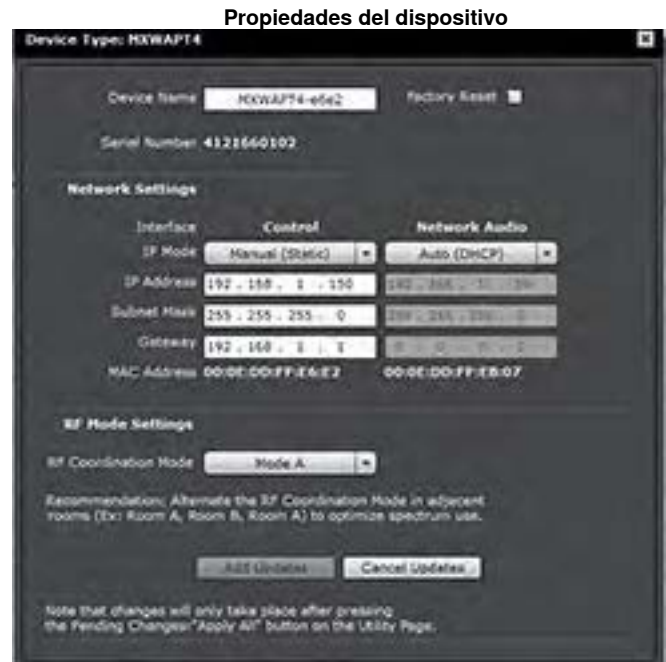 Propiedades del dispositivo
Device Type: MXWAPT4
Device Name MXWAPT4-e6e2 Factory Reset
Serial Number 4121660102
Network Settings
Interface Control Network Audio
IP Mode Manual (Static) Auto (DHCP)
IP Address 192 . 168 . 1 . 150
Subnet Mask 255 . 255 . 255 . 0
Gateway 192 . 168 . 1 . 1
MAC Address 00:0E:DD:FF:E6:E2 00:0E:DD:FF:EB:07
RF Mode Settings
RF Coordination Mode Mode A
Recommendation: Alternate the RF Coordination Mode in adjacent
rooms (Ex: Room A, Room B, Room A) to optimize spectrum use.
Add Updates Cancel Updates
Note that changes will only take place after pressing
the Pending Changes:"Apply All" button on the Utility Page.